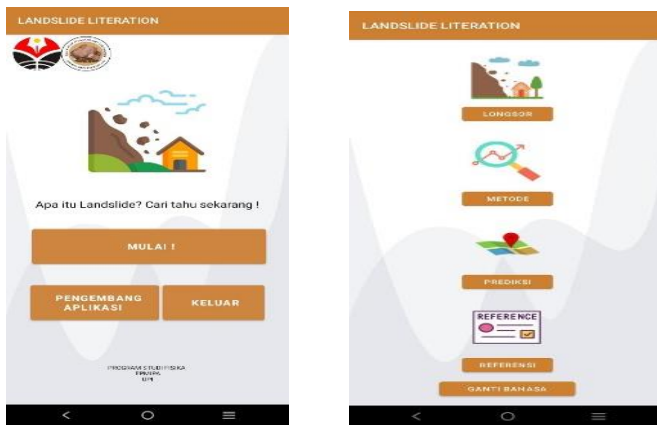 LANDSLIDE LITERATION
Apa itu Landslide? Cari tahu sekarang !
MULAI !
PENGEMBANG
APLIKASI
KELUAR
PROGRAM STUDI FISIKA
FPMIPA
UPI
LANDSLIDE LITERATION
LONGSOR
METODE
PREDIKSI
REFERENCE
REFERENSI
GANTI BAHASA